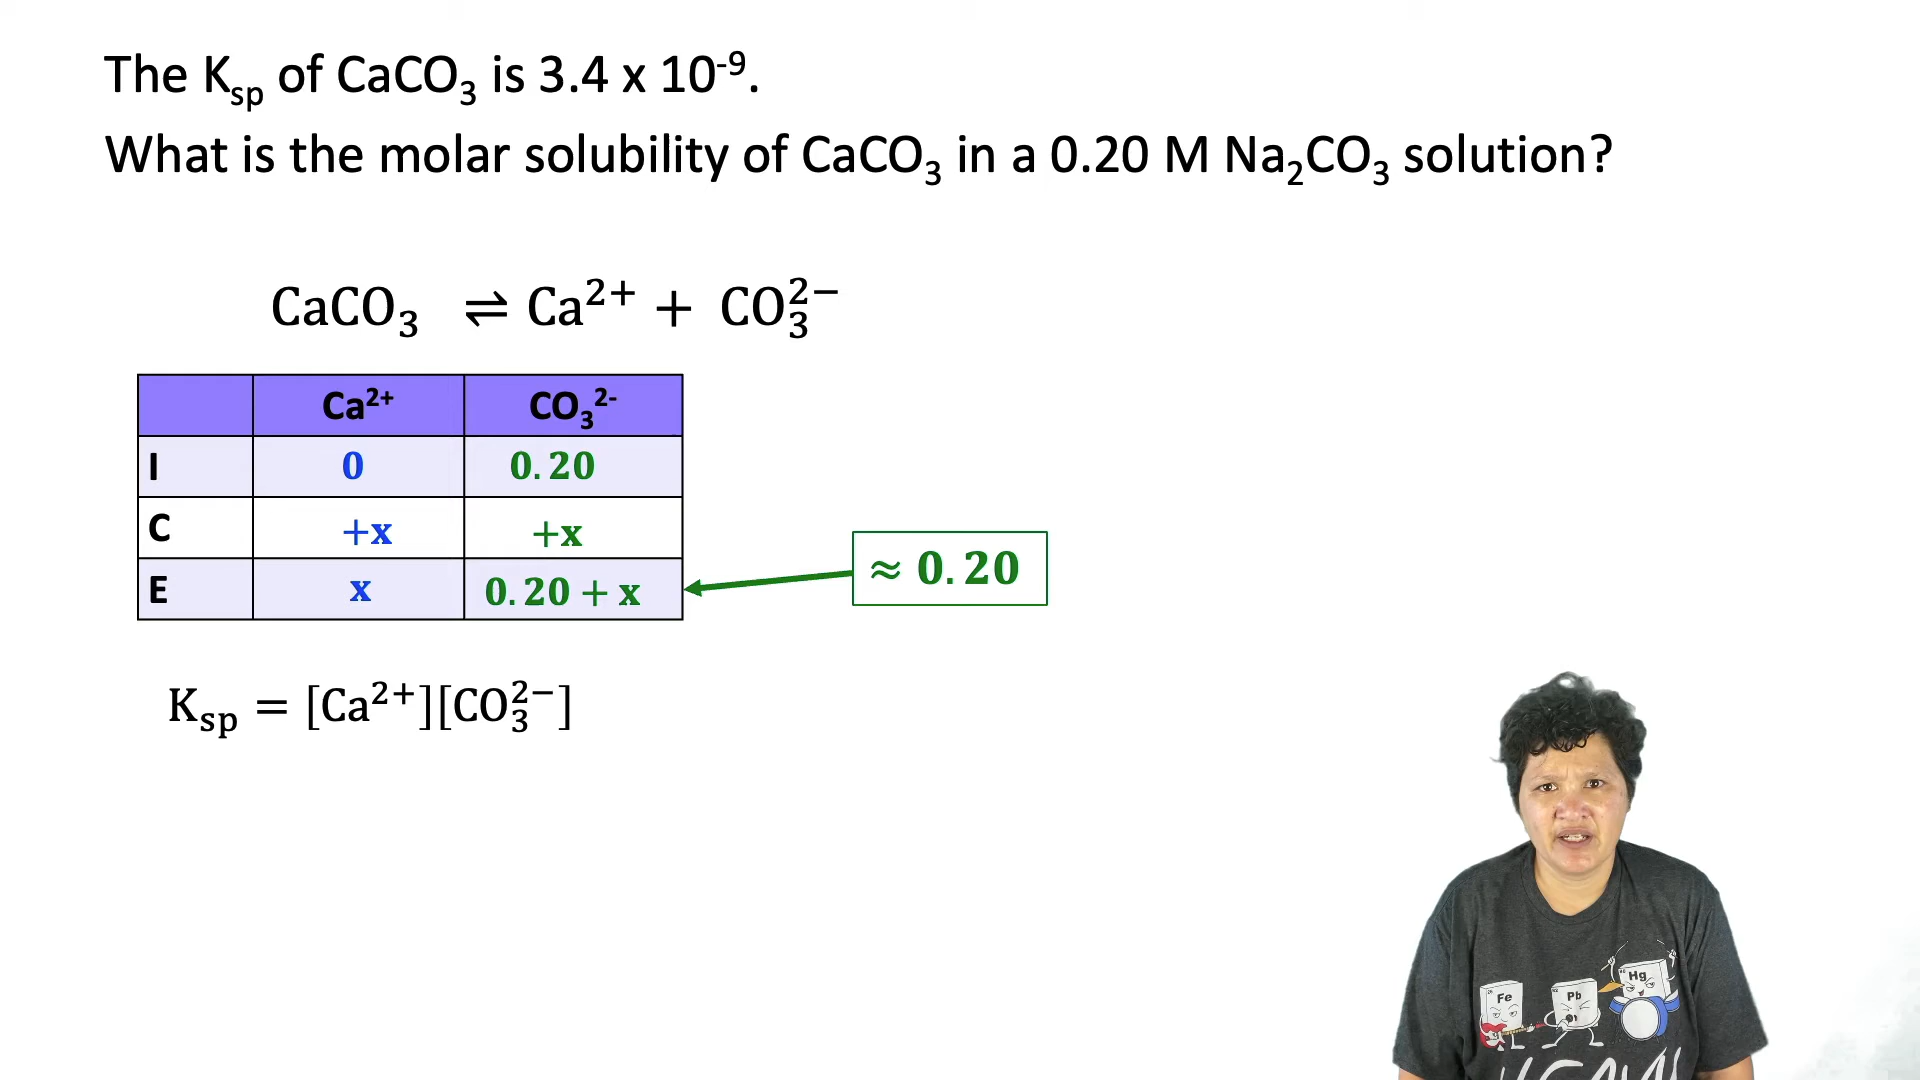 The Ksp of CaCO₃ is 3.4 x 10⁻⁹.
What is the molar solubility of CaCO₃ in a 0.20 M Na₂CO₃ solution?
CaCO₃ ⇌ Ca²⁺ + CO₃²⁻
Ca²⁺ CO₃²⁻
I 0 0.20
C +x +x
E x 0.20 + x
≈ 0.20
Ksp = [Ca²⁺][CO₃²⁻]
Fe Pb Hg